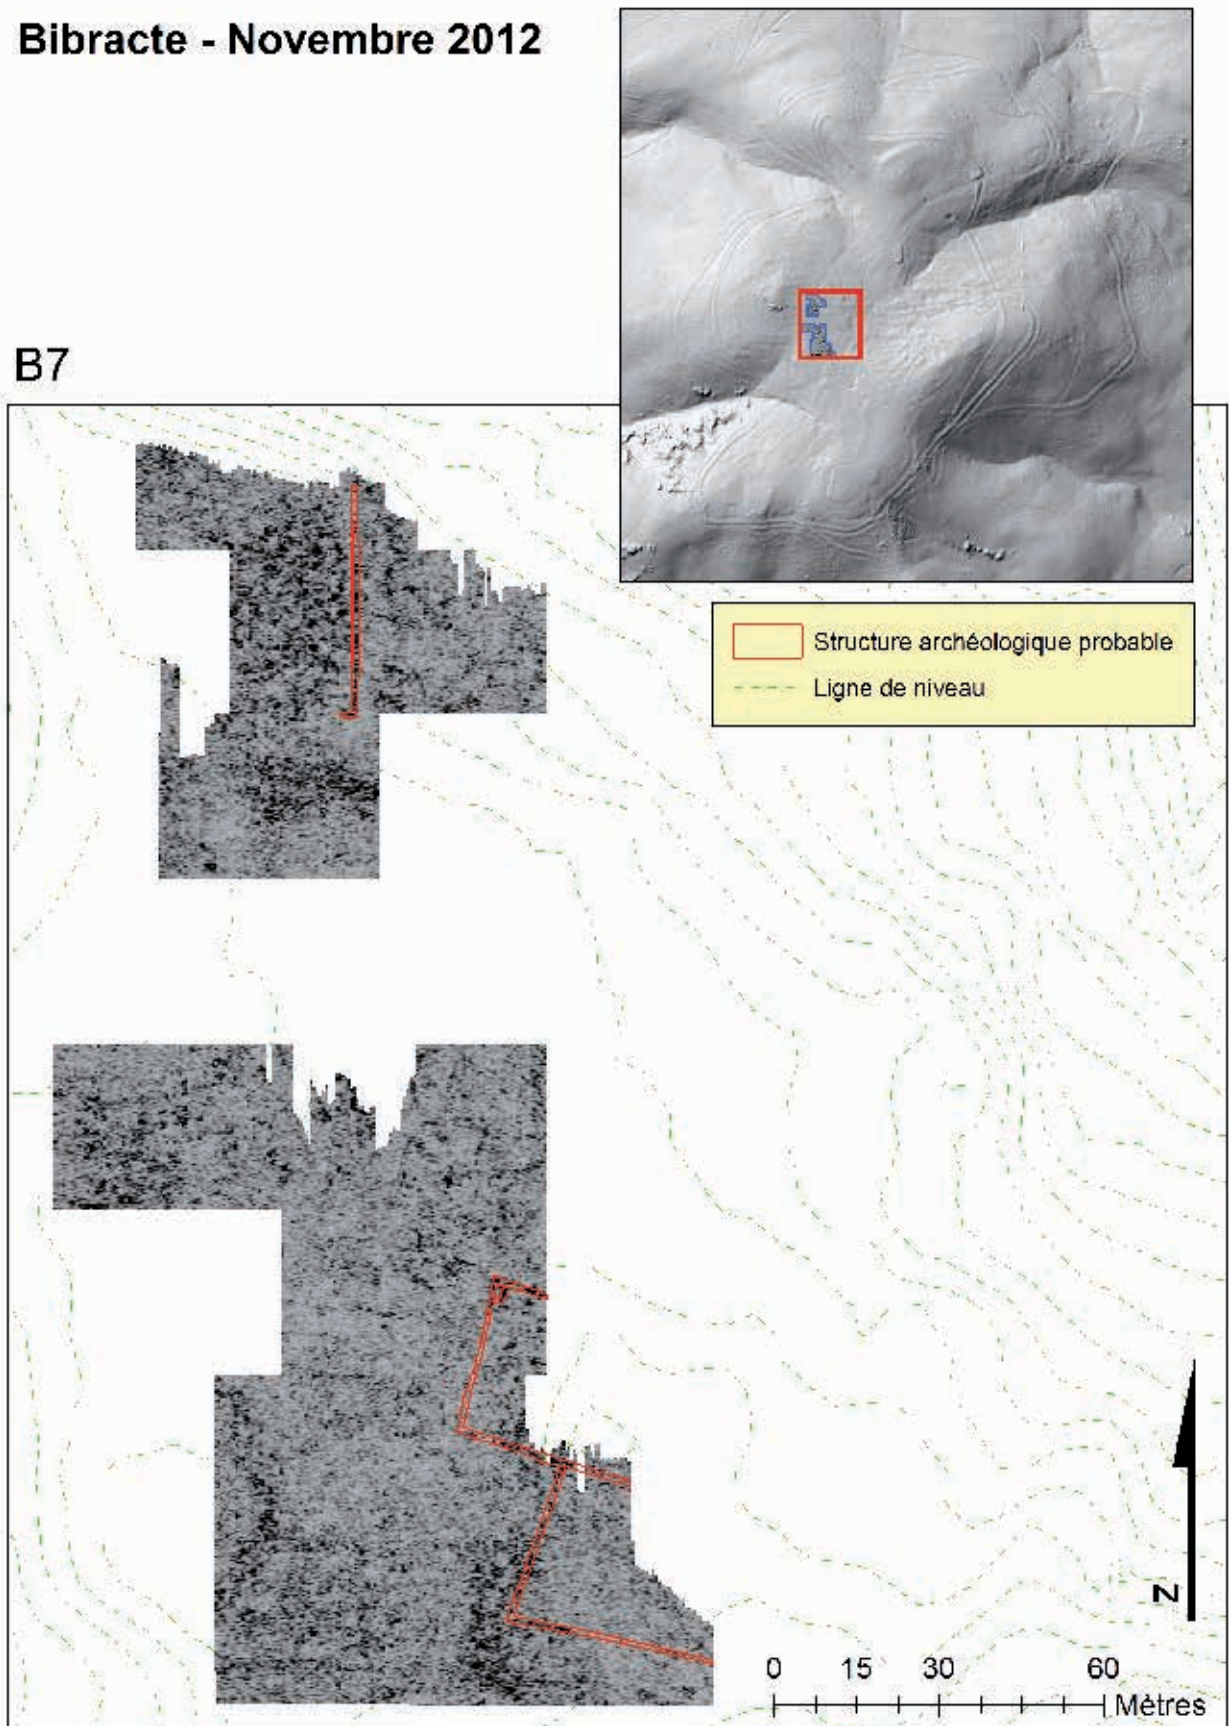 Bibracte - Novembre 2012
B7
Structure archéologique probable
Ligne de niveau
N
0 15 30 60
Mètres